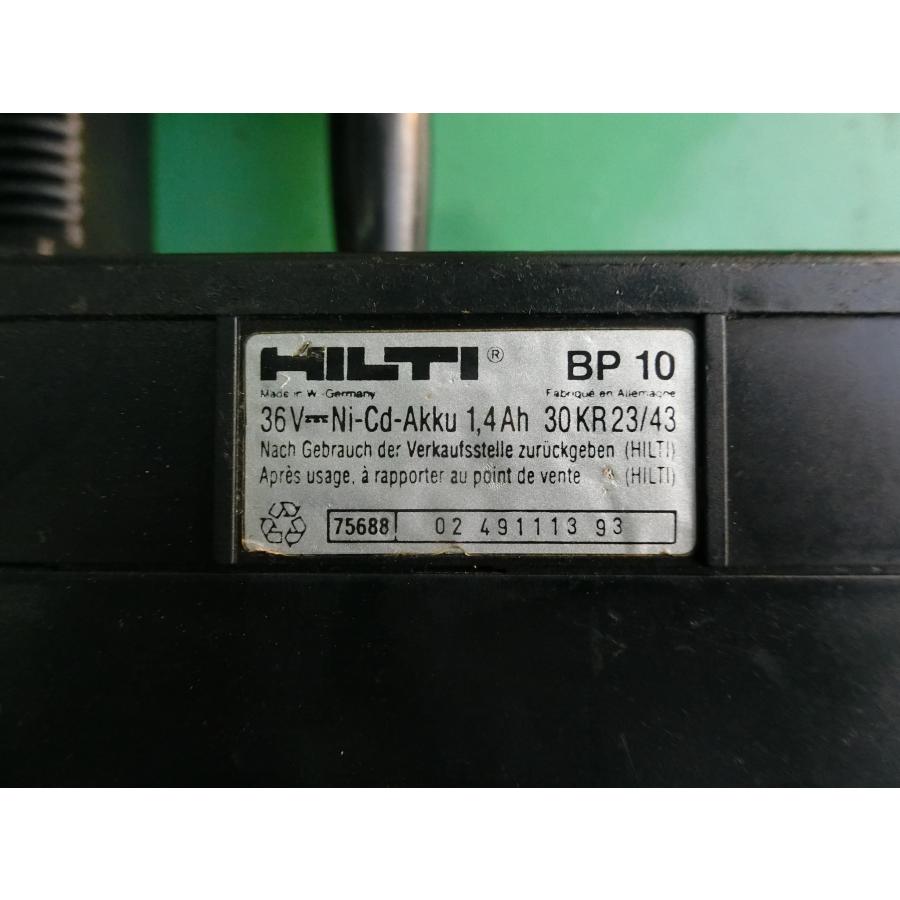 HILTI® BP 10
Made in W.-Germany Fabriqué en Allemagne
36V⎓Ni-Cd-Akku 1,4Ah 30KR23/43
Nach Gebrauch der Verkaufsstelle zurückgeben (HILTI)
Après usage, à rapporter au point de vente (HILTI)
75688 02 491113 93